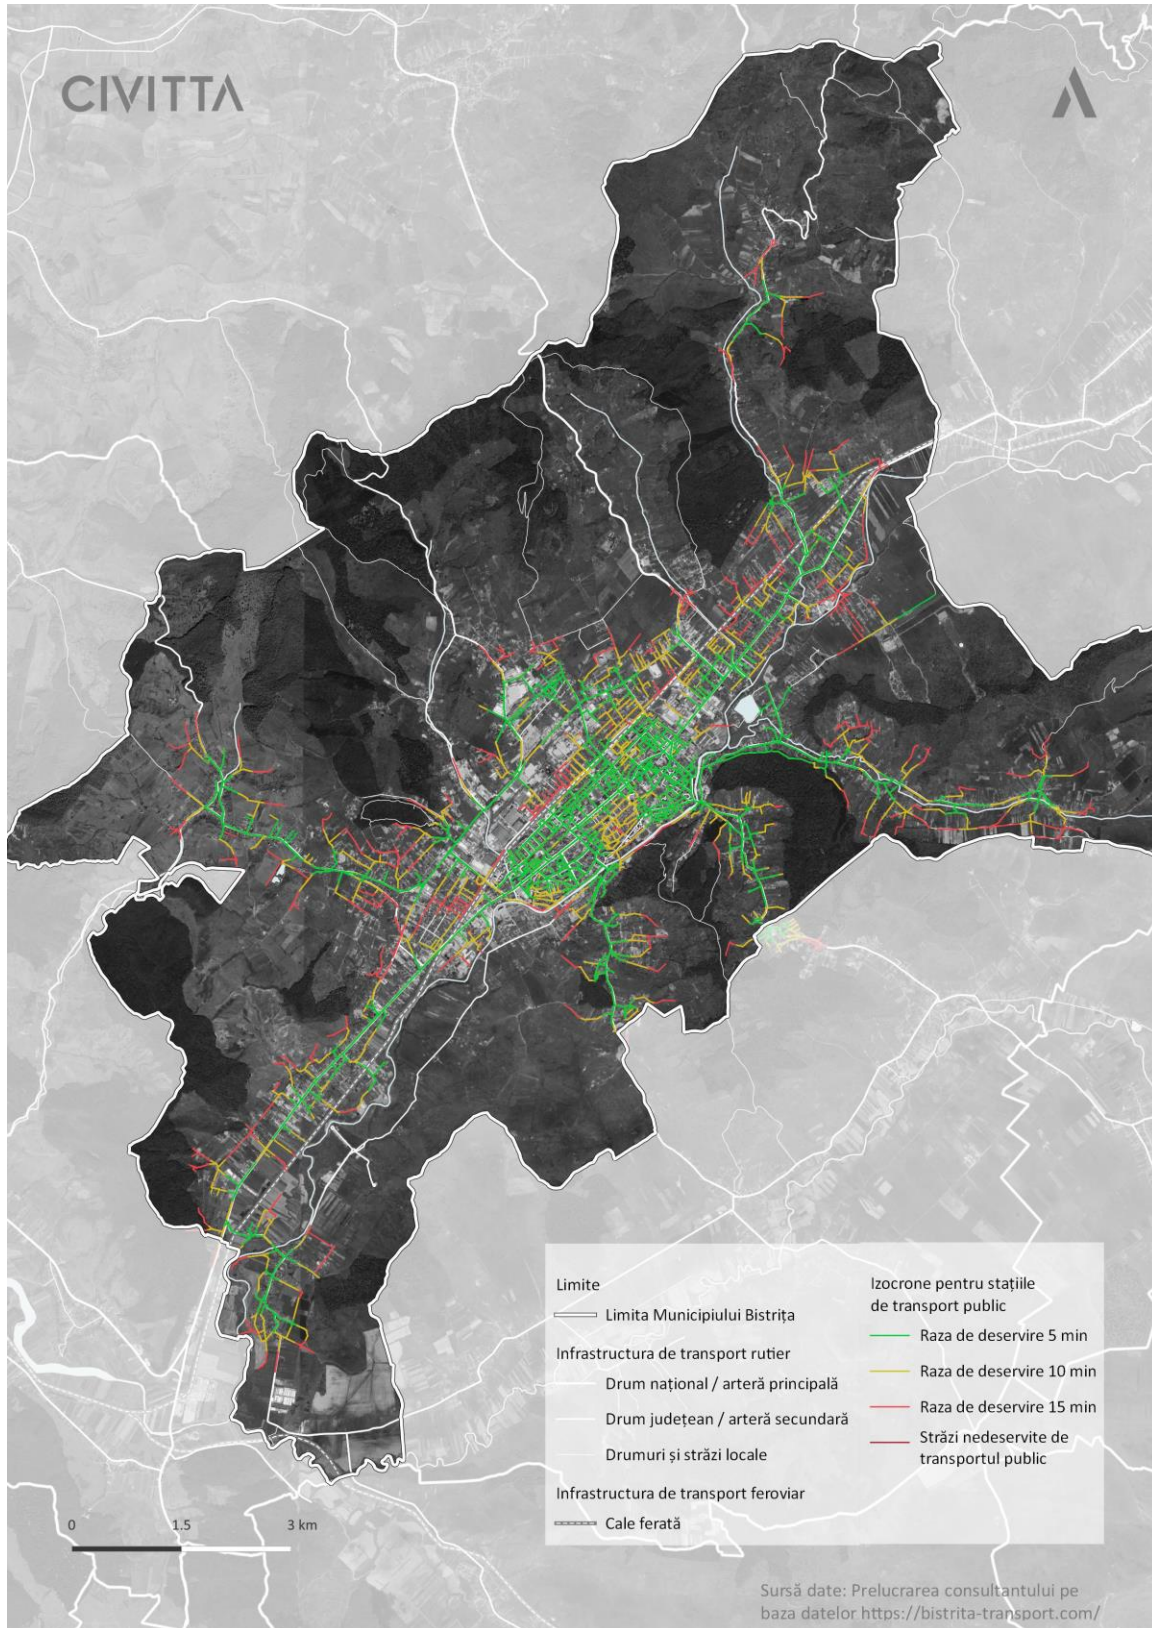 CIVITTA
Limite
Limita Municipiului Bistrița
Infrastructura de transport rutier
Drum național / arteră principală
Drum județean / arteră secundară
Drumuri și străzi locale
Infrastructura de transport feroviar
Cale ferată
Izocrone pentru stațiile
de transport public
Raza de deservire 5 min
Raza de deservire 10 min
Raza de deservire 15 min
Străzi nedeservite de
transportul public
0 1.5 3 km
Sursă date: Prelucrarea consultantului pe
baza datelor https://bistrita-transport.com/